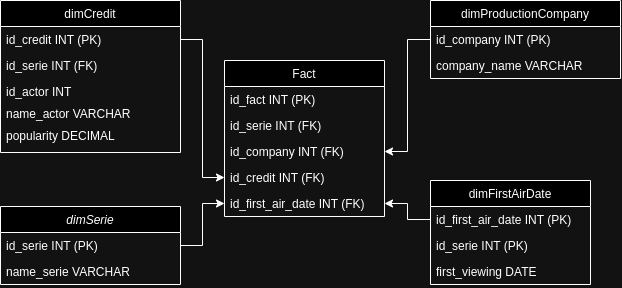 dimCredit
id_credit INT (PK)
id_serie INT (FK)
id_actor INT
name_actor VARCHAR
popularity DECIMAL
dimProductionCompany
id_company INT (PK)
company_name VARCHAR
Fact
id_fact INT (PK)
id_serie INT (FK)
id_company INT (FK)
id_credit INT (FK)
id_first_air_date INT (FK)
dimSerie
id_serie INT (PK)
name_serie VARCHAR
dimFirstAirDate
id_first_air_date INT (PK)
id_serie INT (PK)
first_viewing DATE